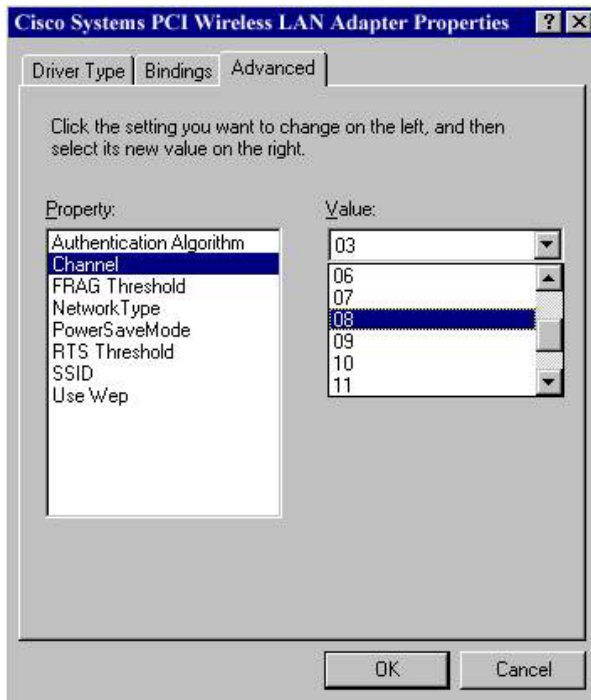 Cisco Systems PCI Wireless LAN Adapter Properties ? ×
Driver Type Bindings Advanced
Click the setting you want to change on the left, and then
select its new value on the right.
Property: Value:
Authentication Algorithm
Channel
FRAG Threshold
NetworkType
PowerSaveMode
RTS Threshold
SSID
Use Wep
03
06
07
08
09
10
11
OK Cancel